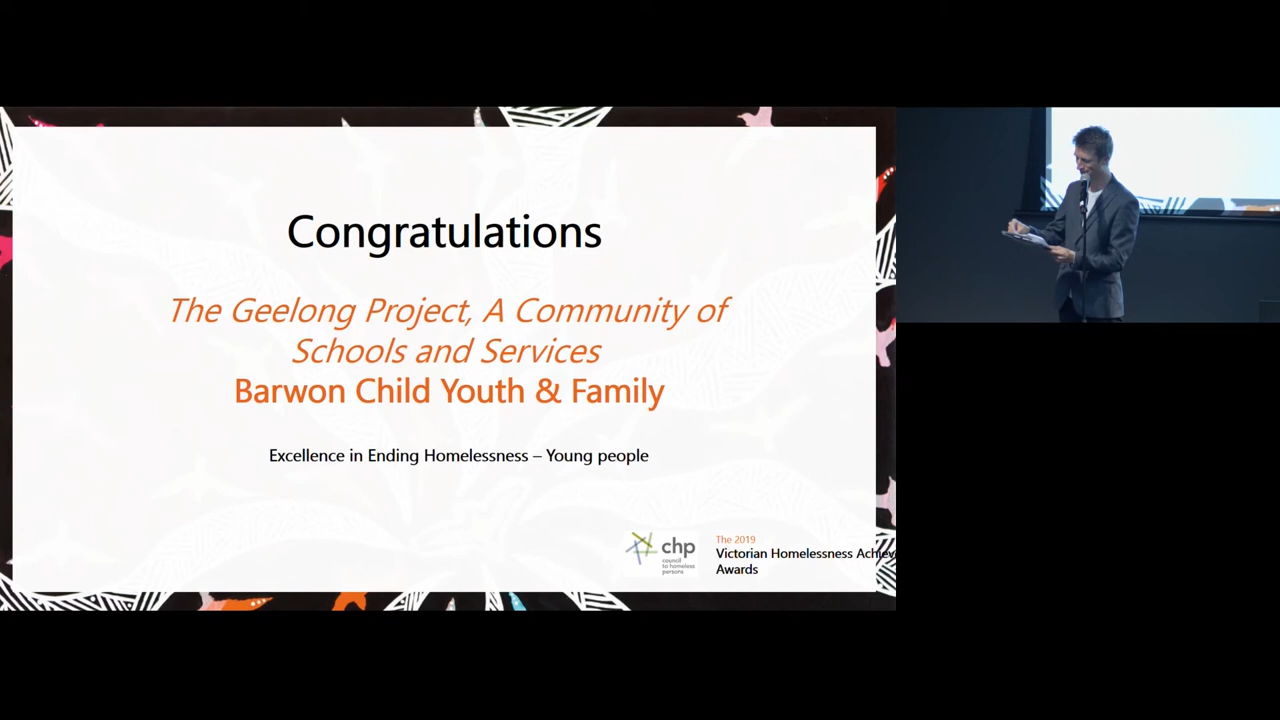 Congratulations
The Geelong Project, A Community of
Schools and Services
Barwon Child Youth & Family
Excellence in Ending Homelessness – Young people
chp
council
to homeless
persons
The 2019
Victorian Homelessness Achiev
Awards